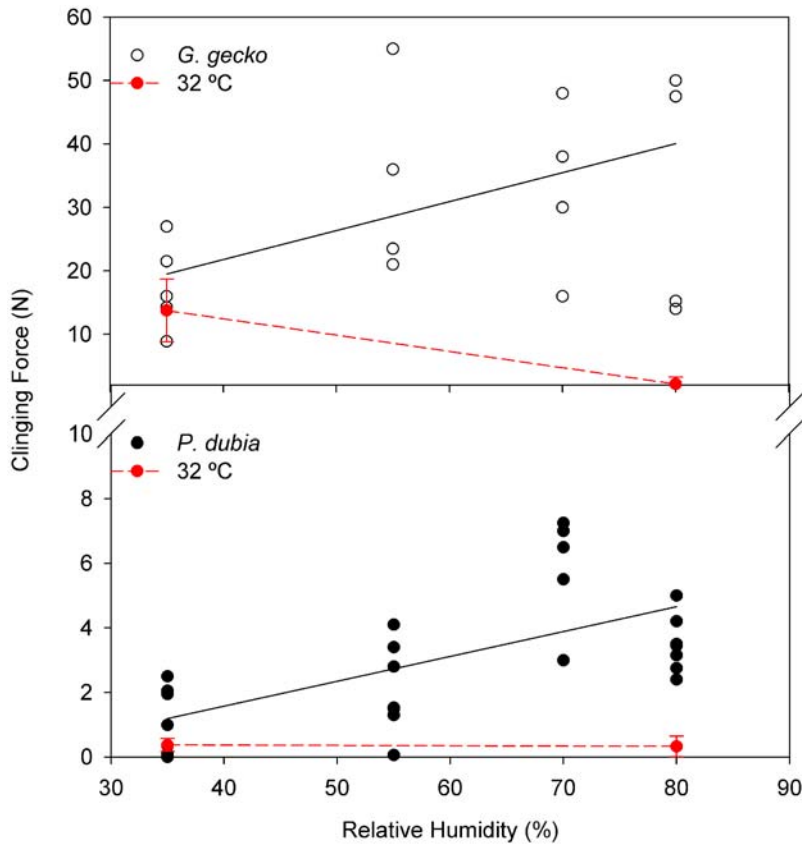 60
G. gecko
32 ºC
50
40
30
20
10
Clinging Force (N)
10
P. dubia
32 ºC
8
6
4
2
0
30 40 50 60 70 80 90
Relative Humidity (%)